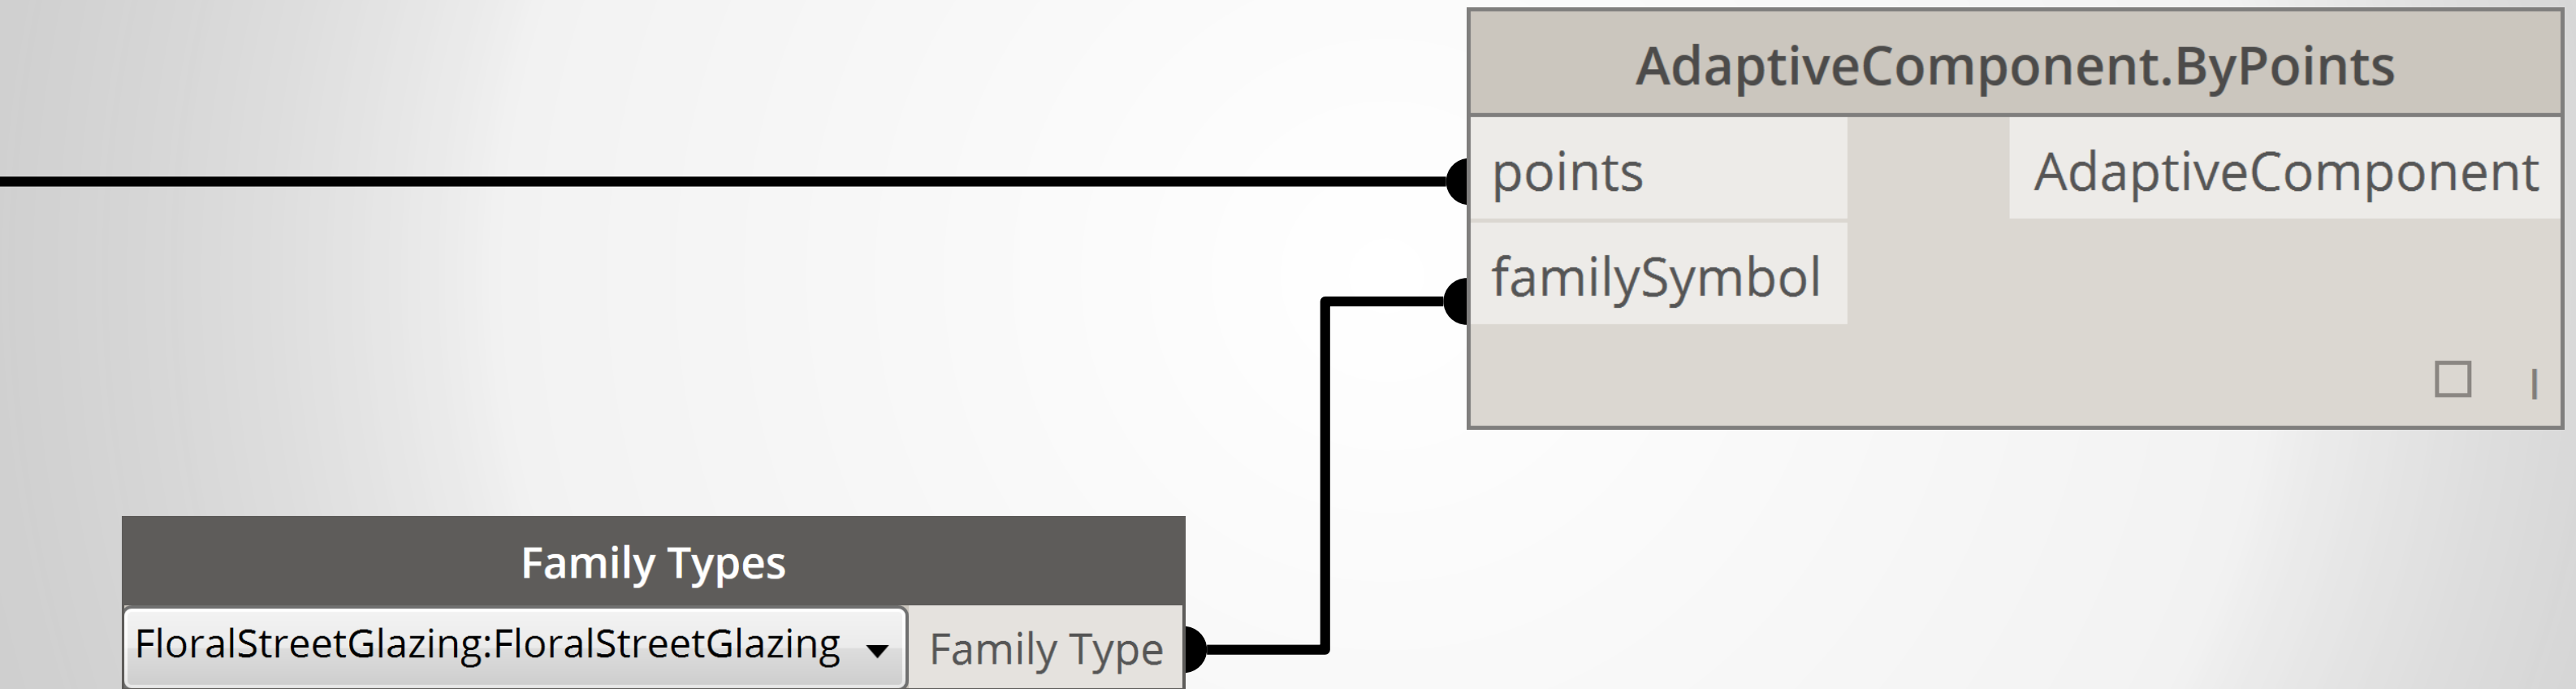 AdaptiveComponent.ByPoints
points
AdaptiveComponent
familySymbol
Family Types
FloralStreetGlazing:FloralStreetGlazing
Family Type